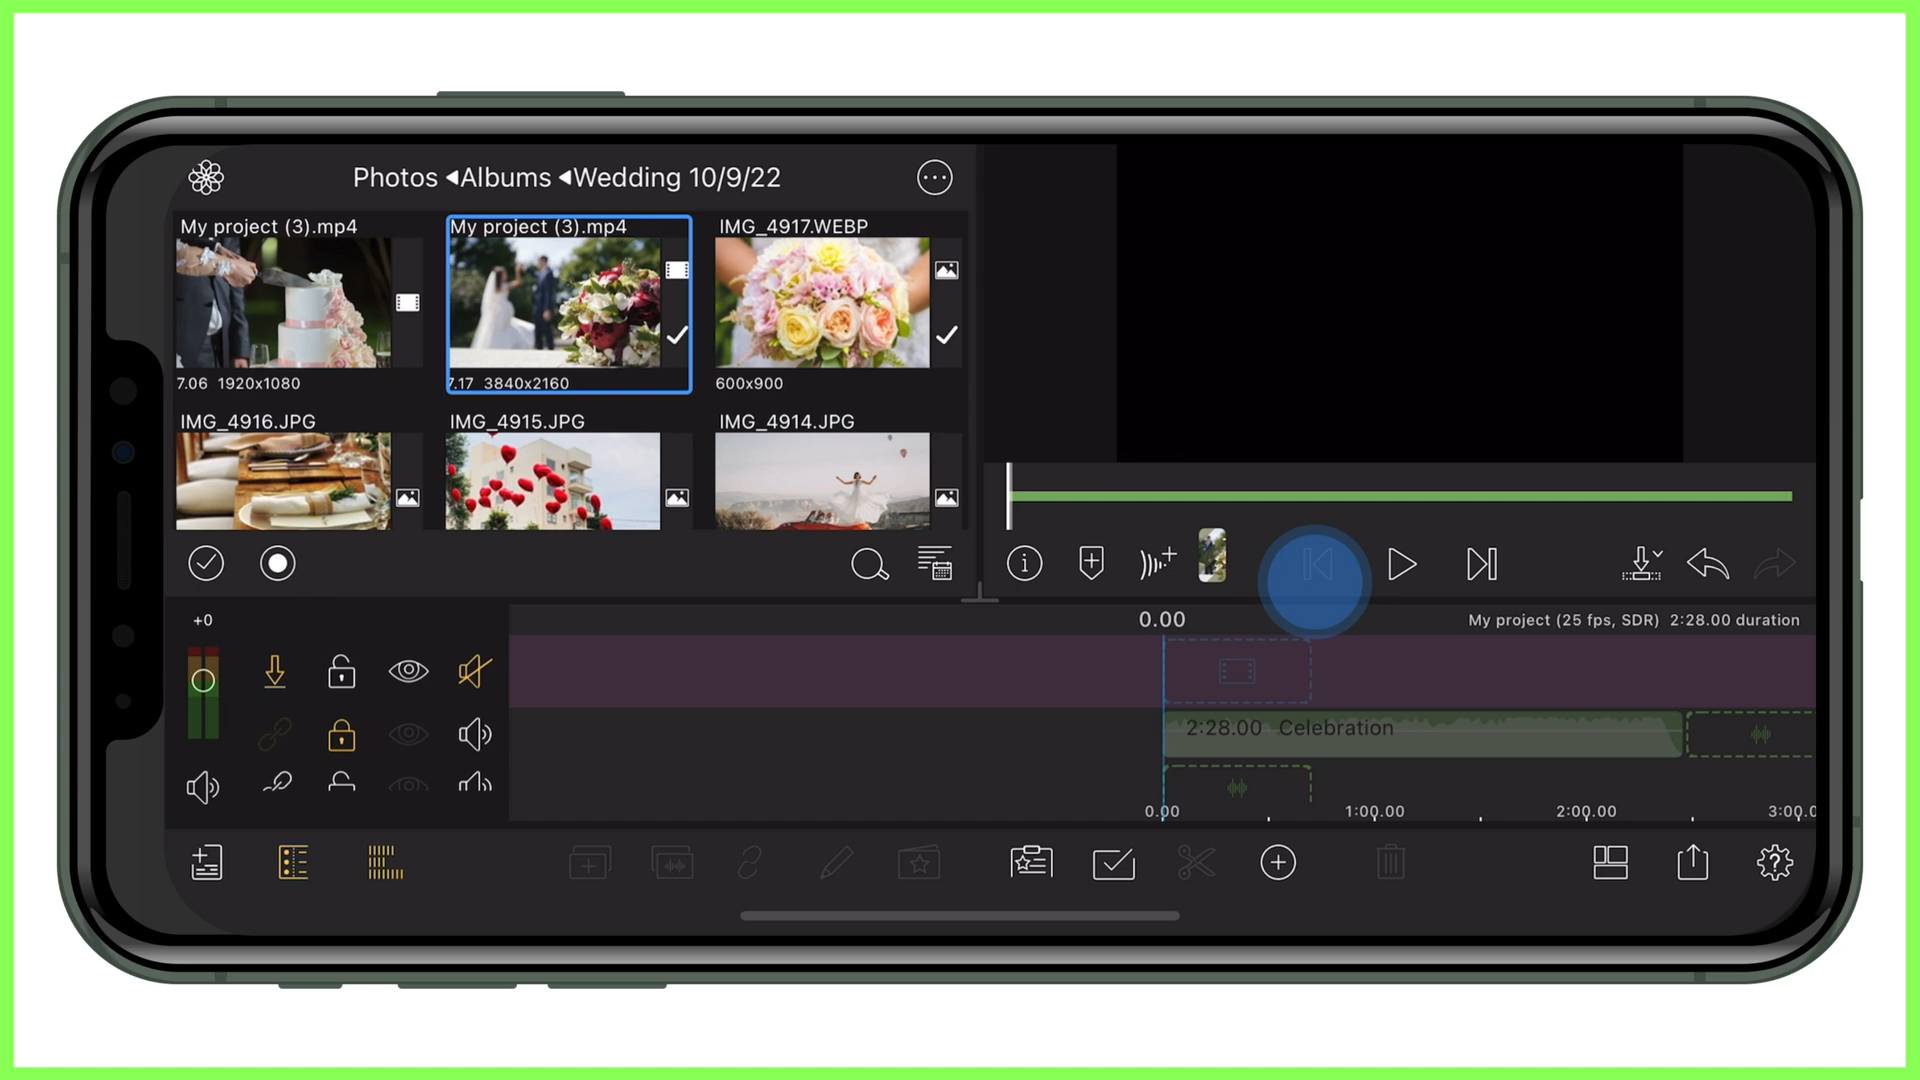 Photos ◀Albums ◀Wedding 10/9/22
My project (3).mp4
My project (3).mp4
IMG_4917.WEBP
7.06 1920x1080
7.17 3840x2160
600x900
IMG_4916.JPG
IMG_4915.JPG
IMG_4914.JPG
+0
0.00
My project (25 fps, SDR) 2:28.00 duration
2:28.00 Celebration
0.00
1:00.00
2:00.00
3:00.0